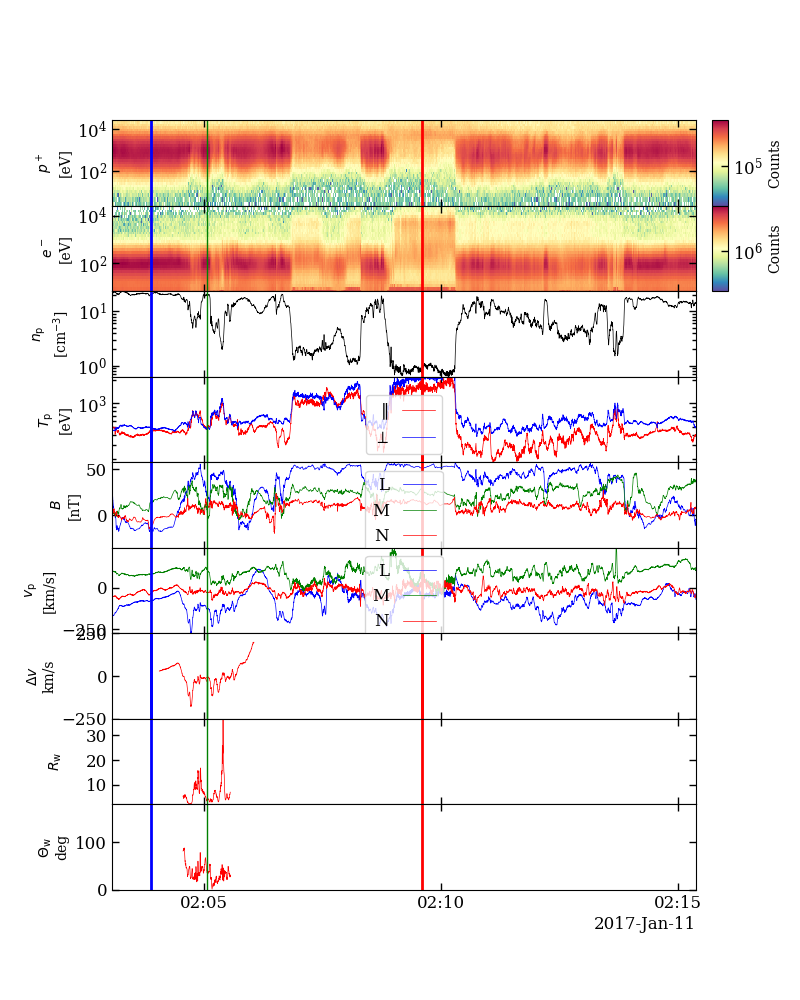 10^4
10^2
p^+
[eV]
10^5
Counts
10^4
10^2
e^-
[eV]
10^6
Counts
10^1
10^0
n_p
[cm^{-3}]
10^3
T_p
[eV]
∥
⊥
50
0
B
[nT]
L
M
N
0
−250
v_p
[km/s]
L
M
N
250
0
−250
Δv
km/s
30
20
10
R_w
100
0
Θ_w
deg
02:05 02:10 02:15
2017-Jan-11